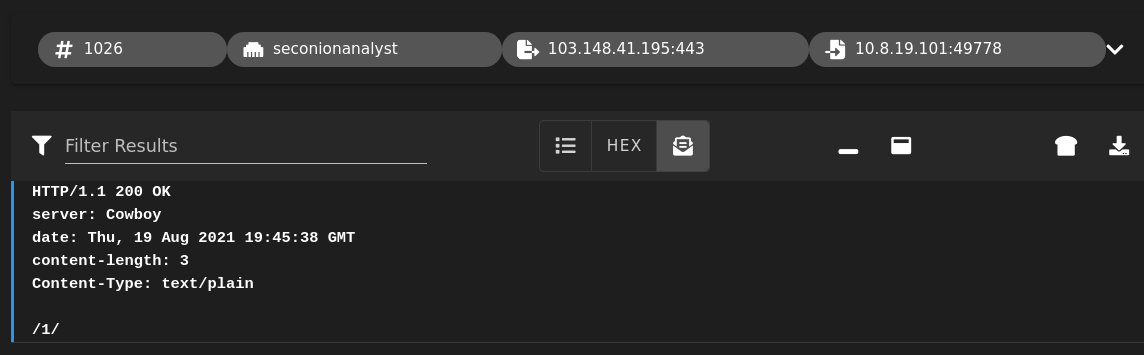 1026 seconionanalyst 103.148.41.195:443 10.8.19.101:49778
Filter Results HEX
HTTP/1.1 200 OK
server: Cowboy
date: Thu, 19 Aug 2021 19:45:38 GMT
content-length: 3
Content-Type: text/plain
/1/